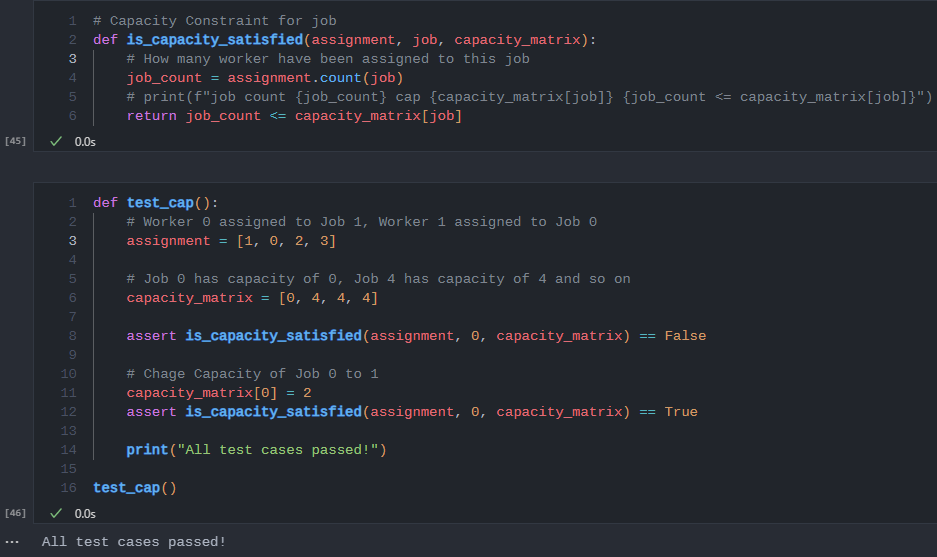 1 # Capacity Constraint for job
2 def is_capacity_satisfied(assignment, job, capacity_matrix):
3 # How many worker have been assigned to this job
4 job_count = assignment.count(job)
5 # print(f"job count {job_count} cap {capacity_matrix[job]} {job_count <= capacity_matrix[job]}")
6 return job_count <= capacity_matrix[job]
[45] ✓ 0.0s
1 def test_cap():
2 # Worker 0 assigned to Job 1, Worker 1 assigned to Job 0
3 assignment = [1, 0, 2, 3]
4
5 # Job 0 has capacity of 0, Job 4 has capacity of 4 and so on
6 capacity_matrix = [0, 4, 4, 4]
7
8 assert is_capacity_satisfied(assignment, 0, capacity_matrix) == False
9
10 # Chage Capacity of Job 0 to 1
11 capacity_matrix[0] = 2
12 assert is_capacity_satisfied(assignment, 0, capacity_matrix) == True
13
14 print("All test cases passed!")
15
16 test_cap()
[46] ✓ 0.0s
... All test cases passed!